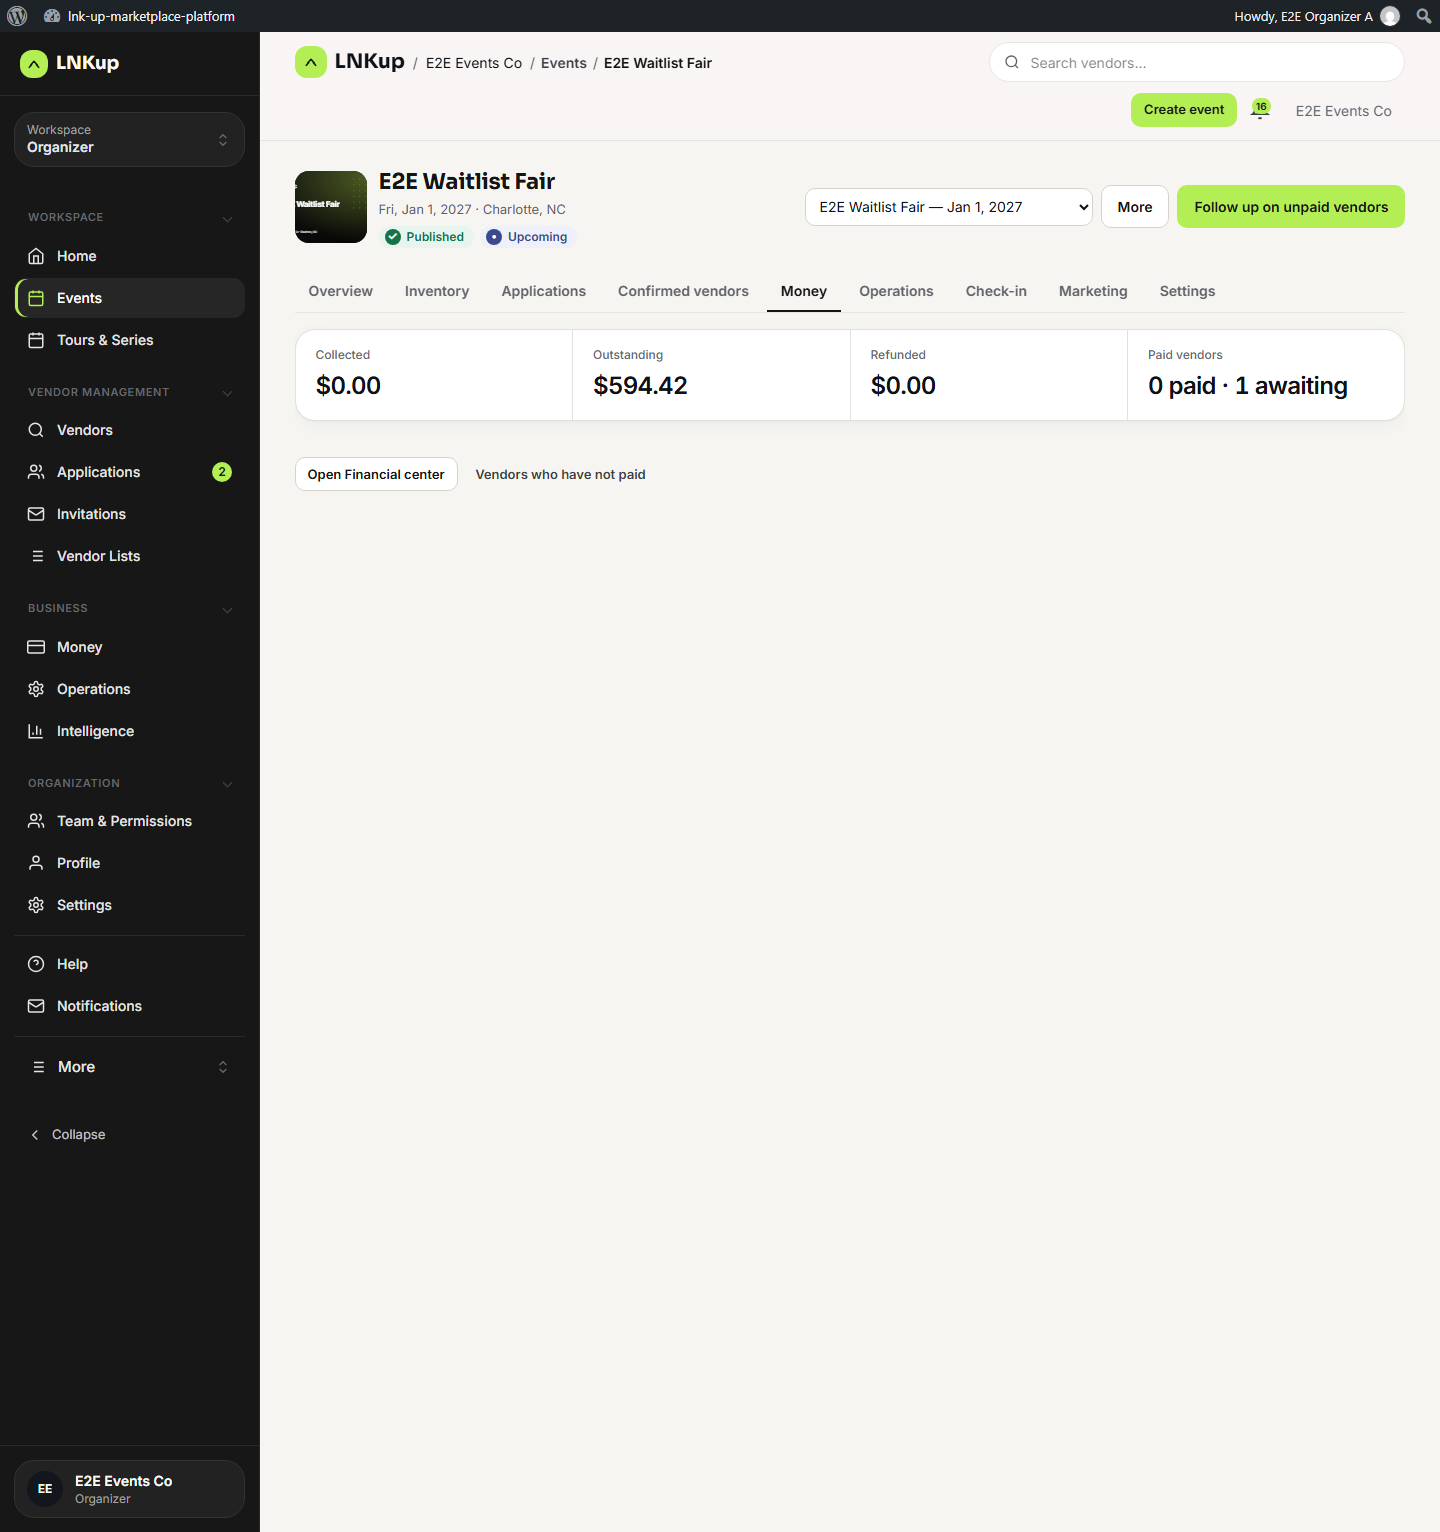 lnk-up-marketplace-platform
Howdy, E2E Organizer A
LNKup
Workspace
Organizer
WORKSPACE
Home
Events
Tours & Series
VENDOR MANAGEMENT
Vendors
Applications
2
Invitations
Vendor Lists
BUSINESS
Money
Operations
Intelligence
ORGANIZATION
Team & Permissions
Profile
Settings
Help
Notifications
More
Collapse
EE
E2E Events Co
Organizer
LNKup / E2E Events Co / Events / E2E Waitlist Fair
Search vendors...
Create event
16
E2E Events Co
Waitlist Fair
E2E Waitlist Fair
Fri, Jan 1, 2027 · Charlotte, NC
Published
Upcoming
E2E Waitlist Fair — Jan 1, 2027
More
Follow up on unpaid vendors
Overview
Inventory
Applications
Confirmed vendors
Money
Operations
Check-in
Marketing
Settings
Collected
$0.00
Outstanding
$594.42
Refunded
$0.00
Paid vendors
0 paid · 1 awaiting
Open Financial center
Vendors who have not paid